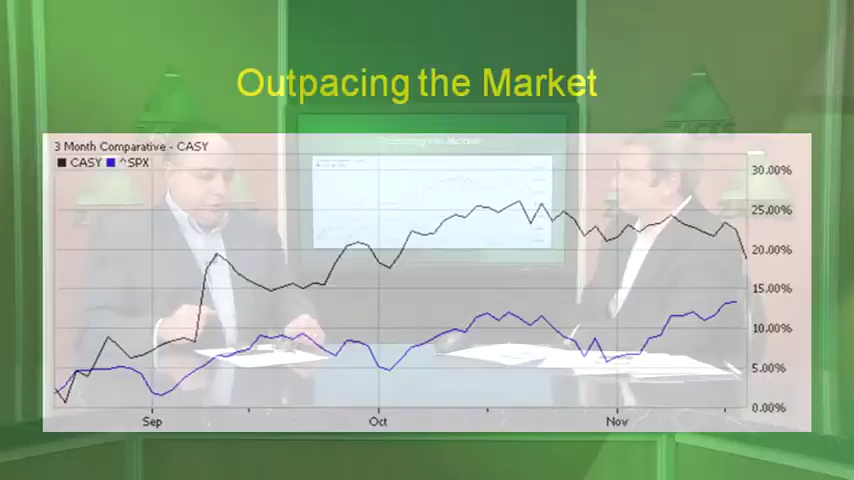 Outpacing the Market
3 Month Comparative - CASY
CASY ^SPX
30.00%
25.00%
20.00%
15.00%
10.00%
5.00%
0.00%
Sep Oct Nov